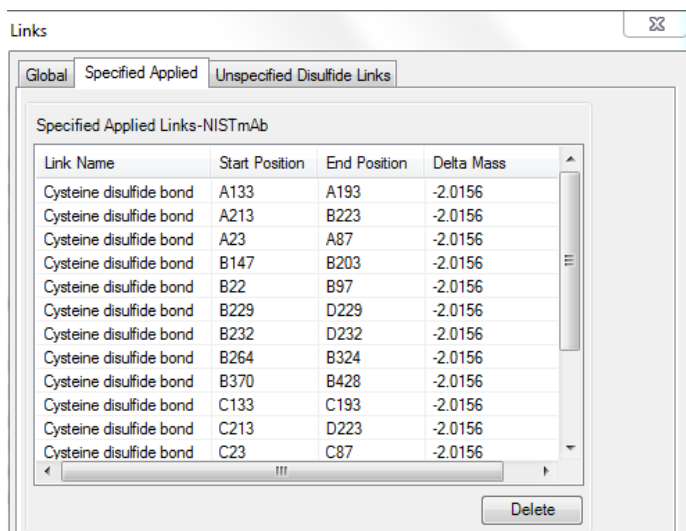 Links
Global Specified Applied Unspecified Disulfide Links
Specified Applied Links-NISTmAb
Link Name Start Position End Position Delta Mass
Cysteine disulfide bond A133 A193 -2.0156
Cysteine disulfide bond A213 B223 -2.0156
Cysteine disulfide bond A23 A87 -2.0156
Cysteine disulfide bond B147 B203 -2.0156
Cysteine disulfide bond B22 B97 -2.0156
Cysteine disulfide bond B229 D229 -2.0156
Cysteine disulfide bond B232 D232 -2.0156
Cysteine disulfide bond B264 B324 -2.0156
Cysteine disulfide bond B370 B428 -2.0156
Cysteine disulfide bond C133 C193 -2.0156
Cysteine disulfide bond C213 D223 -2.0156
Cysteine disulfide bond C23 C87 -2.0156
Delete